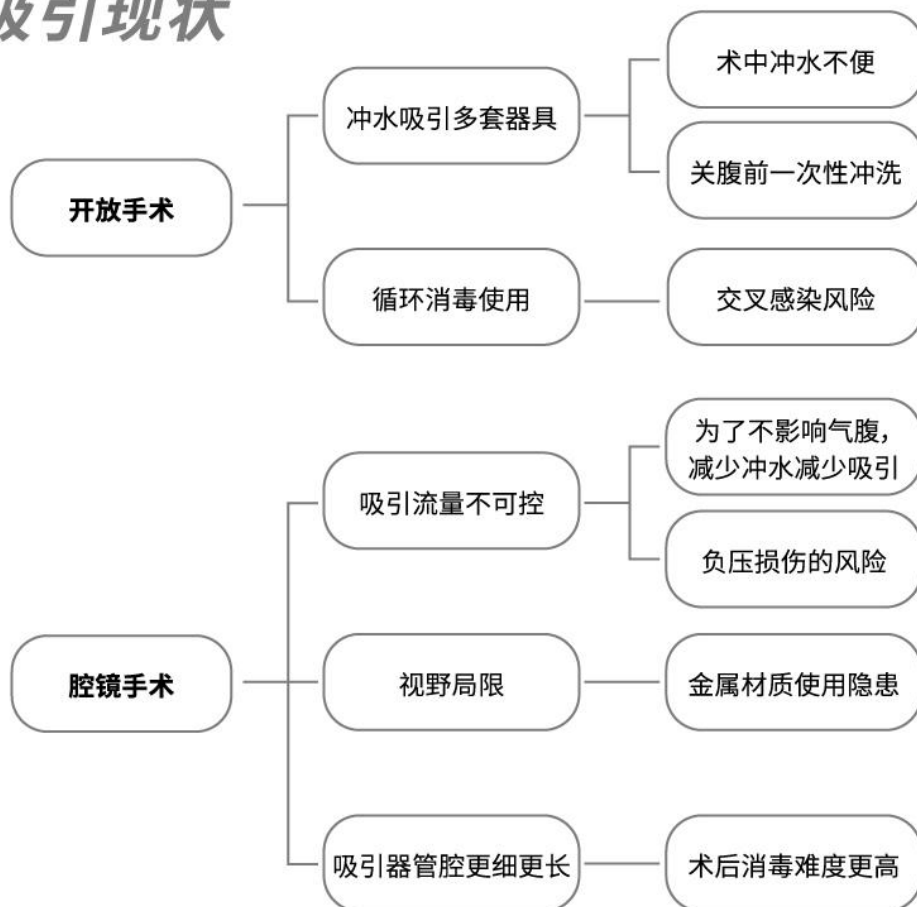 吸引现状
开放手术
冲水吸引多套器具
术中冲水不便
关腹前一次性冲洗
循环消毒使用
交叉感染风险
腔镜手术
吸引流量不可控
为了不影响气腹，
减少冲水减少吸引
负压损伤的风险
视野局限
金属材质使用隐患
吸引器管腔更细更长
术后消毒难度更高